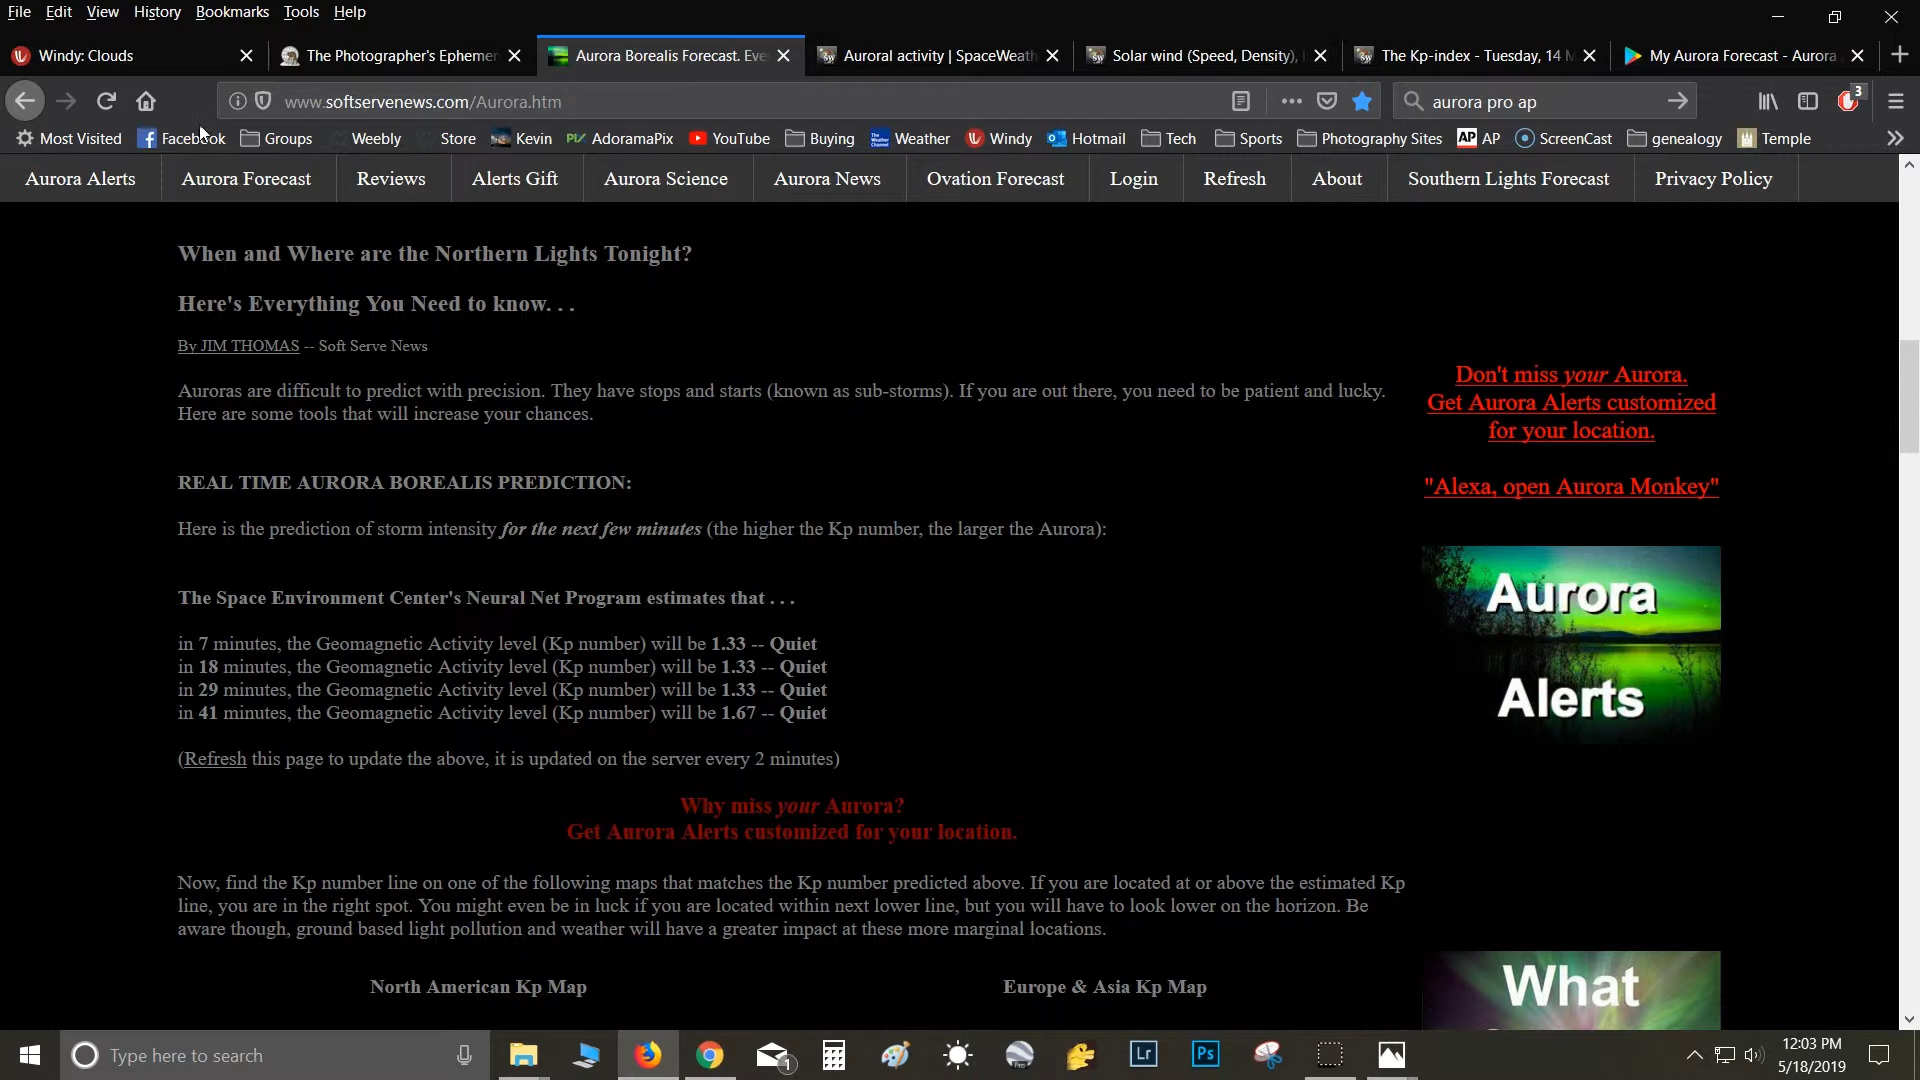 File Edit View History Bookmarks Tools Help
Windy: Clouds
The Photographer's Ephemer
Aurora Borealis Forecast. Eve
Auroral activity | SpaceWeath
Solar wind (Speed, Density), 
The Kp-index - Tuesday, 14 M
My Aurora Forecast - Aurora
www.softservenews.com/Aurora.htm
aurora pro ap
3
Most Visited Facebook Groups Weebly Store Kevin AdoramaPix YouTube Buying Weather Windy Hotmail Tech Sports Photography Sites AP AP ScreenCast genealogy Temple
Aurora Alerts Aurora Forecast Reviews Alerts Gift Aurora Science Aurora News Ovation Forecast Login Refresh About Southern Lights Forecast Privacy Policy
When and Where are the Northern Lights Tonight?
Here's Everything You Need to know. . .
By JIM THOMAS -- Soft Serve News
Auroras are difficult to predict with precision. They have stops and starts (known as sub-storms). If you are out there, you need to be patient and lucky.
Here are some tools that will increase your chances.
REAL TIME AURORA BOREALIS PREDICTION:
Here is the prediction of storm intensity for the next few minutes (the higher the Kp number, the larger the Aurora):
The Space Environment Center's Neural Net Program estimates that . . .
in 7 minutes, the Geomagnetic Activity level (Kp number) will be 1.33 -- Quiet
in 18 minutes, the Geomagnetic Activity level (Kp number) will be 1.33 -- Quiet
in 29 minutes, the Geomagnetic Activity level (Kp number) will be 1.33 -- Quiet
in 41 minutes, the Geomagnetic Activity level (Kp number) will be 1.67 -- Quiet
(Refresh this page to update the above, it is updated on the server every 2 minutes)
Why miss your Aurora?
Get Aurora Alerts customized for your location.
Now, find the Kp number line on one of the following maps that matches the Kp number predicted above. If you are located at or above the estimated Kp
line, you are in the right spot. You might even be in luck if you are located within next lower line, but you will have to look lower on the horizon. Be
aware though, ground based light pollution and weather will have a greater impact at these more marginal locations.
North American Kp Map
Europe & Asia Kp Map
Don't miss your Aurora.
Get Aurora Alerts customized
for your location.
"Alexa, open Aurora Monkey"
Aurora
Alerts
What
Type here to search
1
Lr
Ps
12:03 PM
5/18/2019